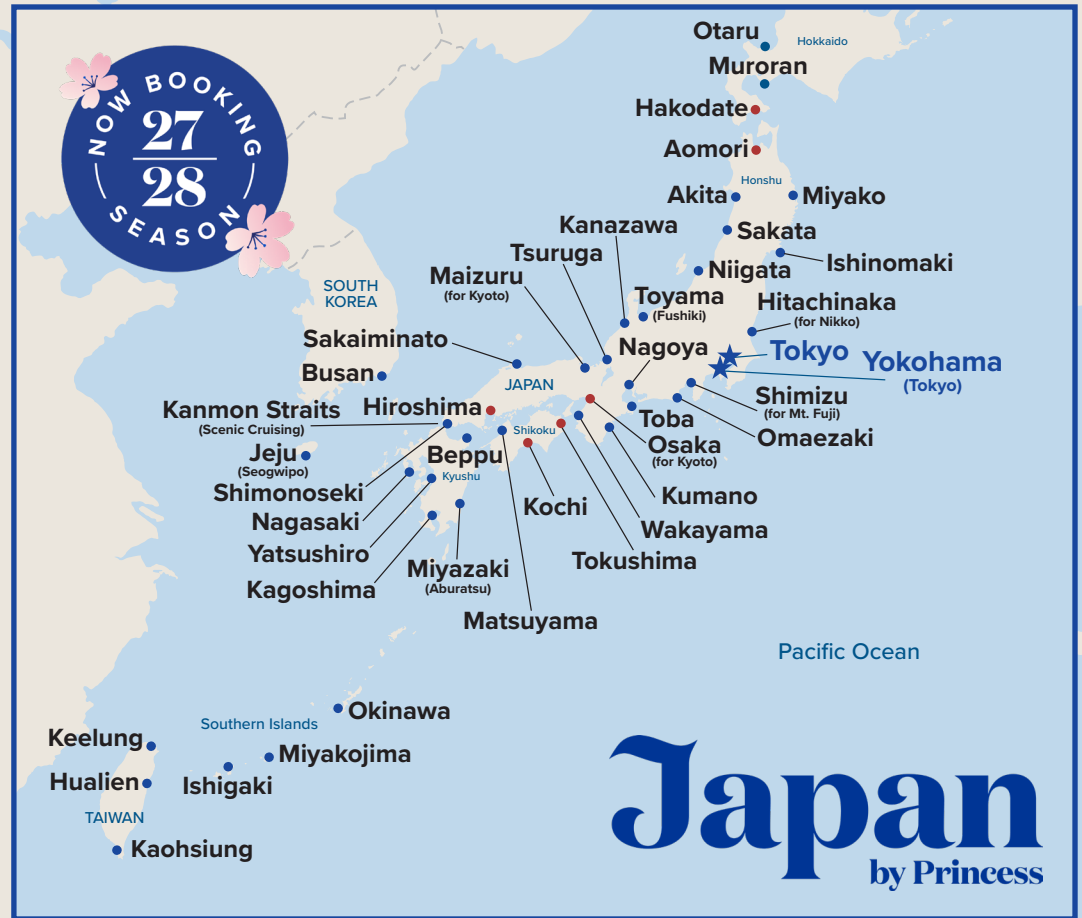 NOW BOOKING
27
28
SEASON
Otaru
Hokkaido
Muroran
Hakodate
Aomori
Honshu
Akita
Miyako
Kanazawa
Sakata
Tsuruga
Ishinomaki
Maizuru
(for Kyoto)
Niigata
SOUTH
KOREA
Toyama
(Fushiki)
Hitachinaka
(for Nikko)
Sakaiminato
Nagoya
Tokyo
Yokohama
(Tokyo)
Busan
JAPAN
Shimizu
(for Mt. Fuji)
Kanmon Straits
(Scenic Cruising)
Hiroshima
Toba
Omaezaki
Shikoku
Osaka
(for Kyoto)
Jeju
(Seogwipo)
Beppu
Kyushu
Shimonoseki
Kochi
Kumano
Nagasaki
Wakayama
Yatsushiro
Tokushima
Kagoshima
Miyazaki
(Aburatsu)
Matsuyama
Pacific Ocean
Okinawa
Southern Islands
Keelung
Miyakojima
Hualien
Ishigaki
TAIWAN
Kaohsiung
Japan
by Princess